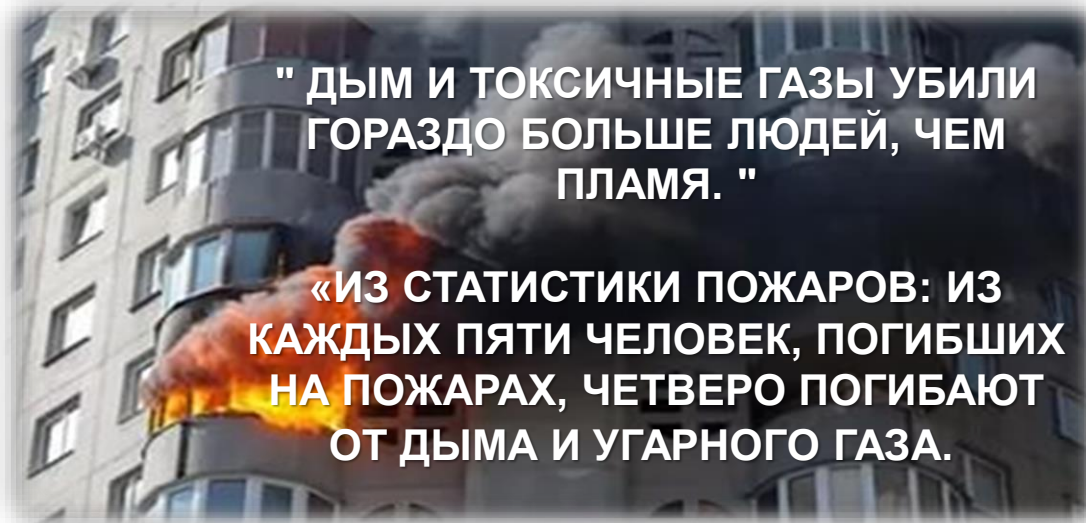 " ДЫМ И ТОКСИЧНЫЕ ГАЗЫ УБИЛИ
ГОРАЗДО БОЛЬШЕ ЛЮДЕЙ, ЧЕМ
ПЛАМЯ. "
«ИЗ СТАТИСТИКИ ПОЖАРОВ: ИЗ
КАЖДЫХ ПЯТИ ЧЕЛОВЕК, ПОГИБШИХ
НА ПОЖАРАХ, ЧЕТВЕРО ПОГИБАЮТ
ОТ ДЫМА И УГАРНОГО ГАЗА.